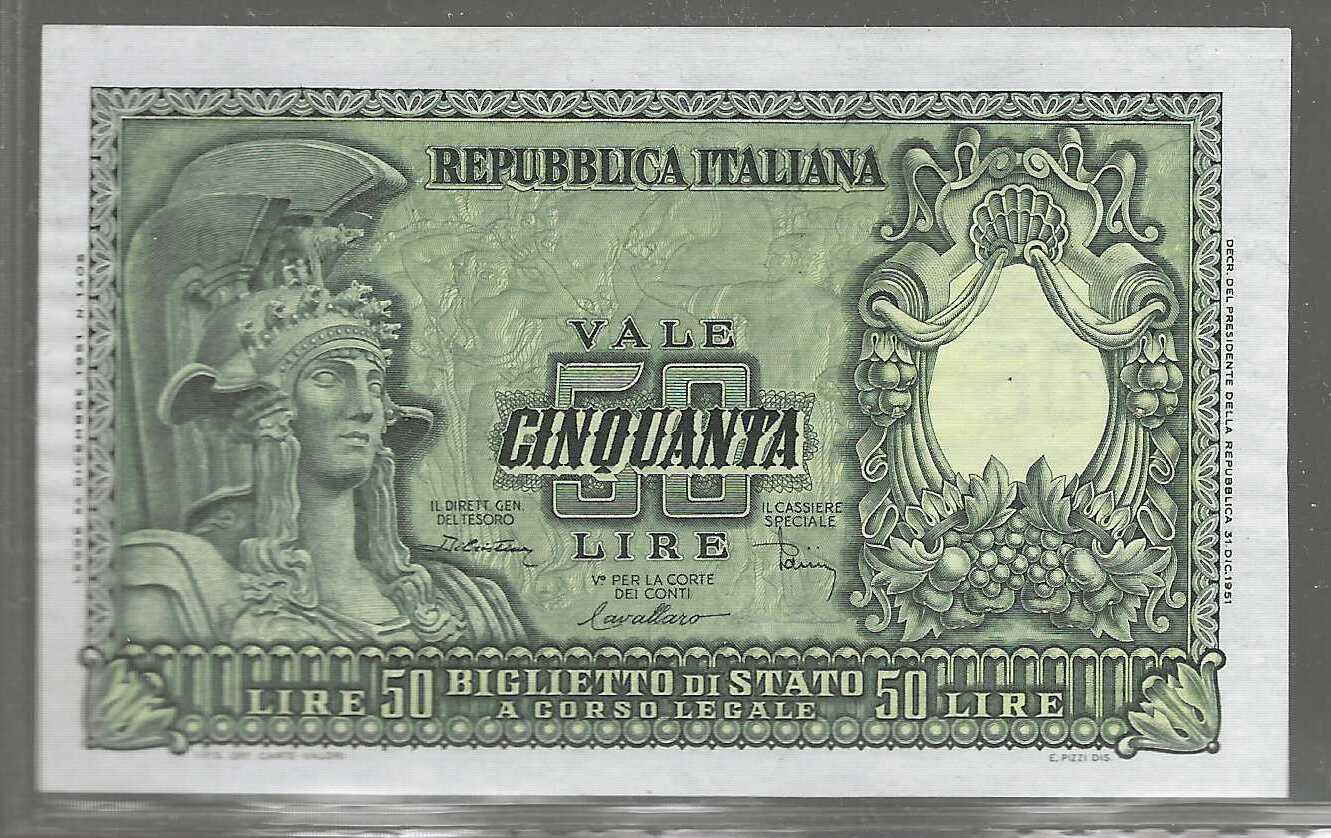 REPUBBLICA ITALIANA
VALE
50
CINQUANTA
LIRE
IL DIRETT. GEN.
DEL TESORO
IL CASSIERE
SPECIALE
Vº PER LA CORTE
DEI CONTI
Cavallaro
LIRE 50 BIGLIETTO DI STATO 50 LIRE
A CORSO LEGALE
E. PIZZI DIS.
DECR. DEL PRESIDENTE DELLA REPUBBLICA 31.DIC.1951